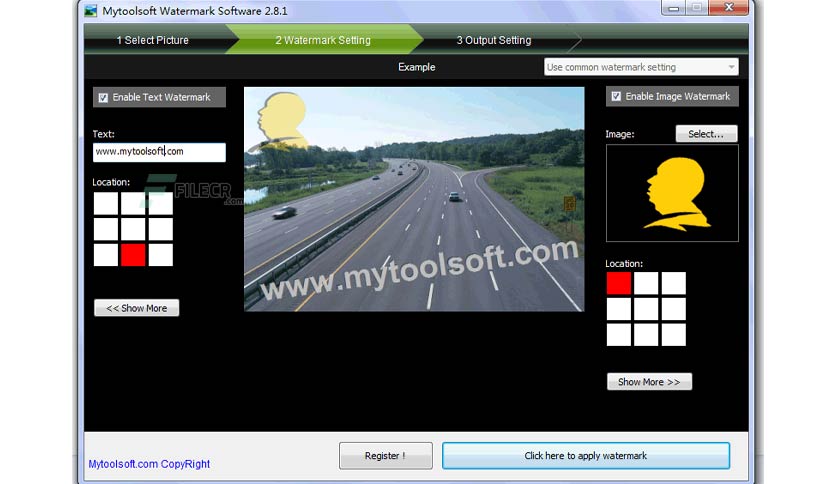 Mytoolsoft Watermark Software 2.8.1
1 Select Picture
2 Watermark Setting
3 Output Setting
Example
Use common watermark setting
Enable Text Watermark
Text:
www.mytoolsoft.com
Location:
FILECR
.com
<< Show More
www.mytoolsoft.com
Enable Image Watermark
Image:
Select...
Location:
Show More >>
Mytoolsoft.com CopyRight
Register !
Click here to apply watermark